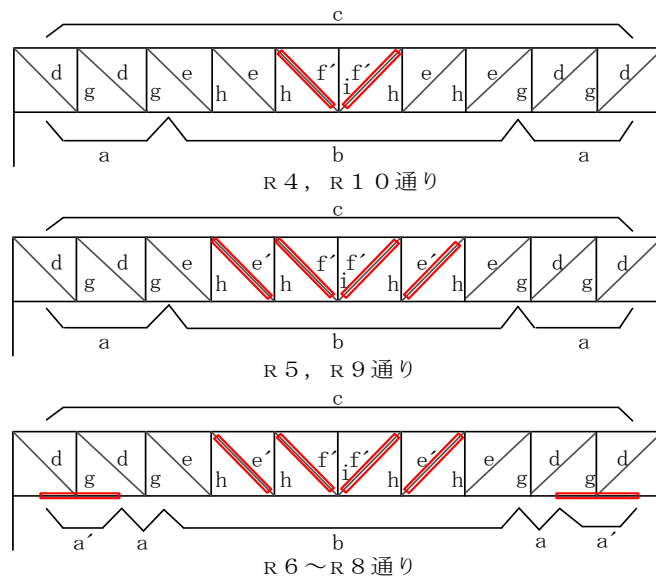 c
d d e e f´ f´ e e d d
g g h h i h h g g
a b a
R4，R10通り
c
d d e e´ f´ f´ e´ e d d
g g h h i h h g g
a b a
R5，R9通り
c
d d e e´ f´ f´ e´ e d d
g g h h i h h g g
a´ a b a a´
R6～R8通り